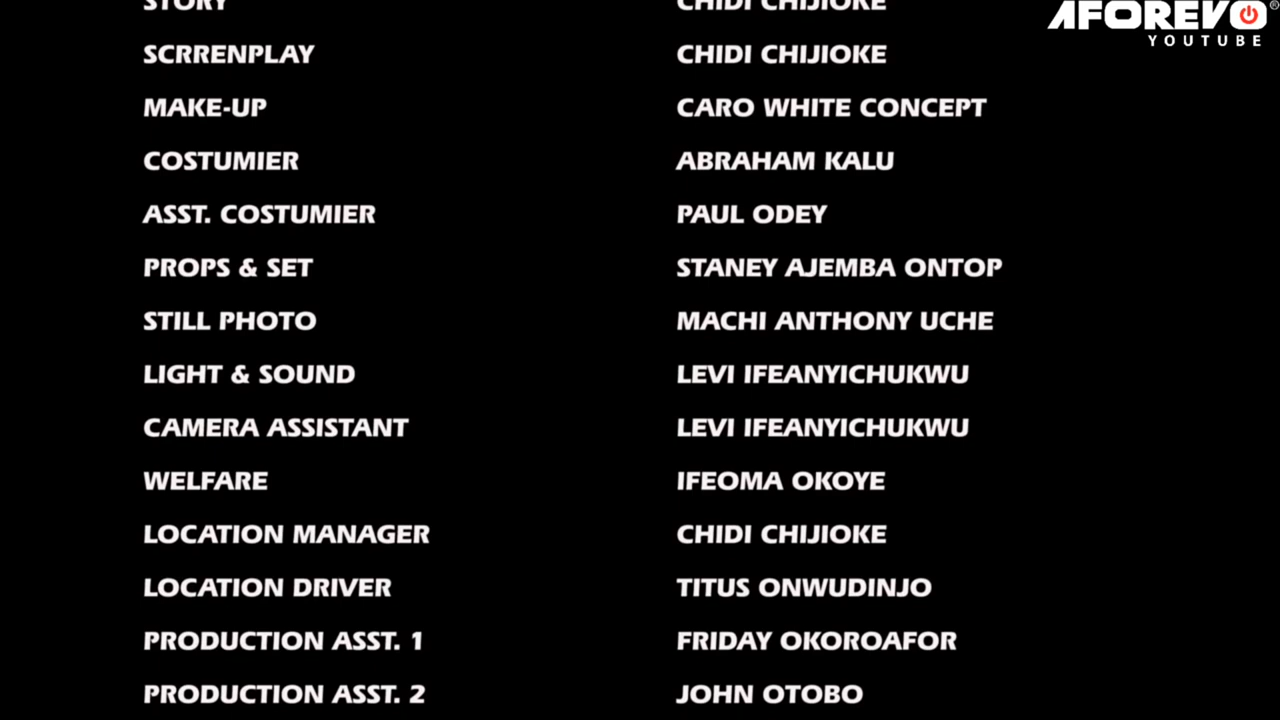 STORY CHIDI CHIJIOKE
AFOREVO®
YOUTUBE
SCRRENPLAY CHIDI CHIJIOKE
MAKE-UP CARO WHITE CONCEPT
COSTUMIER ABRAHAM KALU
ASST. COSTUMIER PAUL ODEY
PROPS & SET STANEY AJEMBA ONTOP
STILL PHOTO MACHI ANTHONY UCHE
LIGHT & SOUND LEVI IFEANYICHUKWU
CAMERA ASSISTANT LEVI IFEANYICHUKWU
WELFARE IFEOMA OKOYE
LOCATION MANAGER CHIDI CHIJIOKE
LOCATION DRIVER TITUS ONWUDINJO
PRODUCTION ASST. 1 FRIDAY OKOROAFOR
PRODUCTION ASST. 2 JOHN OTOBO